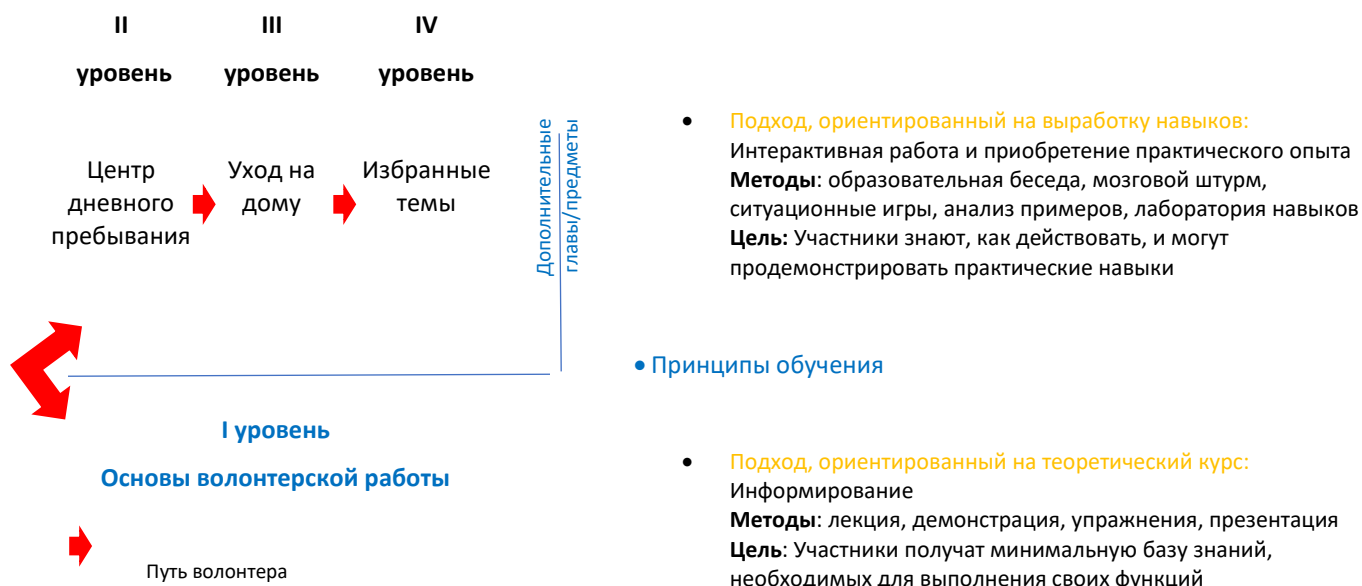 II
III
IV
уровень
уровень
уровень
Центр
дневного
пребывания
Уход на
дому
Избранные
темы
Дополнительные
главы/предметы
I уровень
Основы волонтерской работы
Путь волонтера
• Подход, ориентированный на выработку навыков:
Интерактивная работа и приобретение практического опыта
Методы: образовательная беседа, мозговой штурм,
ситуационные игры, анализ примеров, лаборатория навыков
Цель: Участники знают, как действовать, и могут
продемонстрировать практические навыки
• Принципы обучения
• Подход, ориентированный на теоретический курс:
Информирование
Методы: лекция, демонстрация, упражнения, презентация
Цель: Участники получат минимальную базу знаний,
необходимых для выполнения своих функций